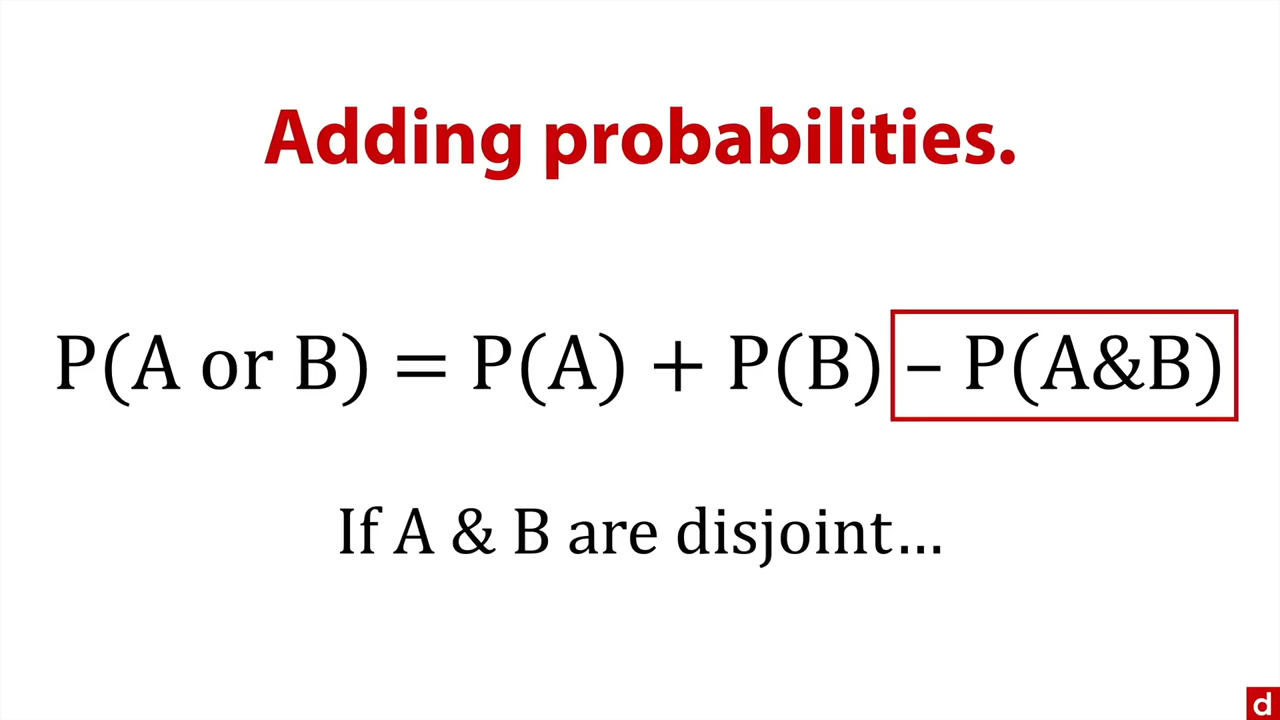 Adding probabilities.
P(A or B) = P(A) + P(B) – P(A&B)
If A & B are disjoint…
d